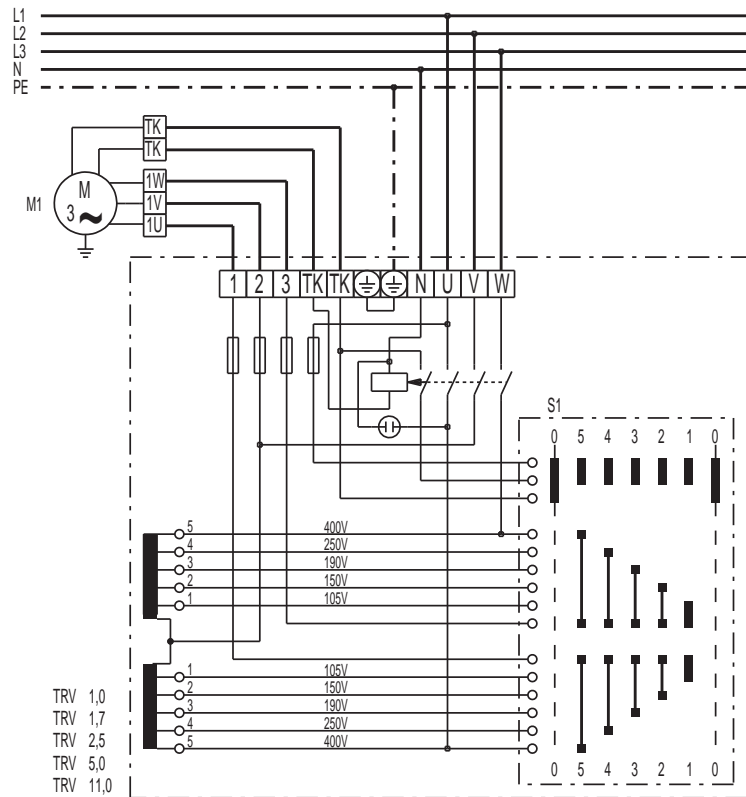 L1
L2
L3
N
PE
TK
TK
1W
1V
1U
M1
M
3
1 2 3 TK TK N U V W
S1
0 5 4 3 2 1 0
5 400V
4 250V
3 190V
2 150V
1 105V
1 105V
2 150V
3 190V
4 250V
5 400V
TRV 1,0
TRV 1,7
TRV 2,5
TRV 5,0
TRV 11,0
0 5 4 3 2 1 0